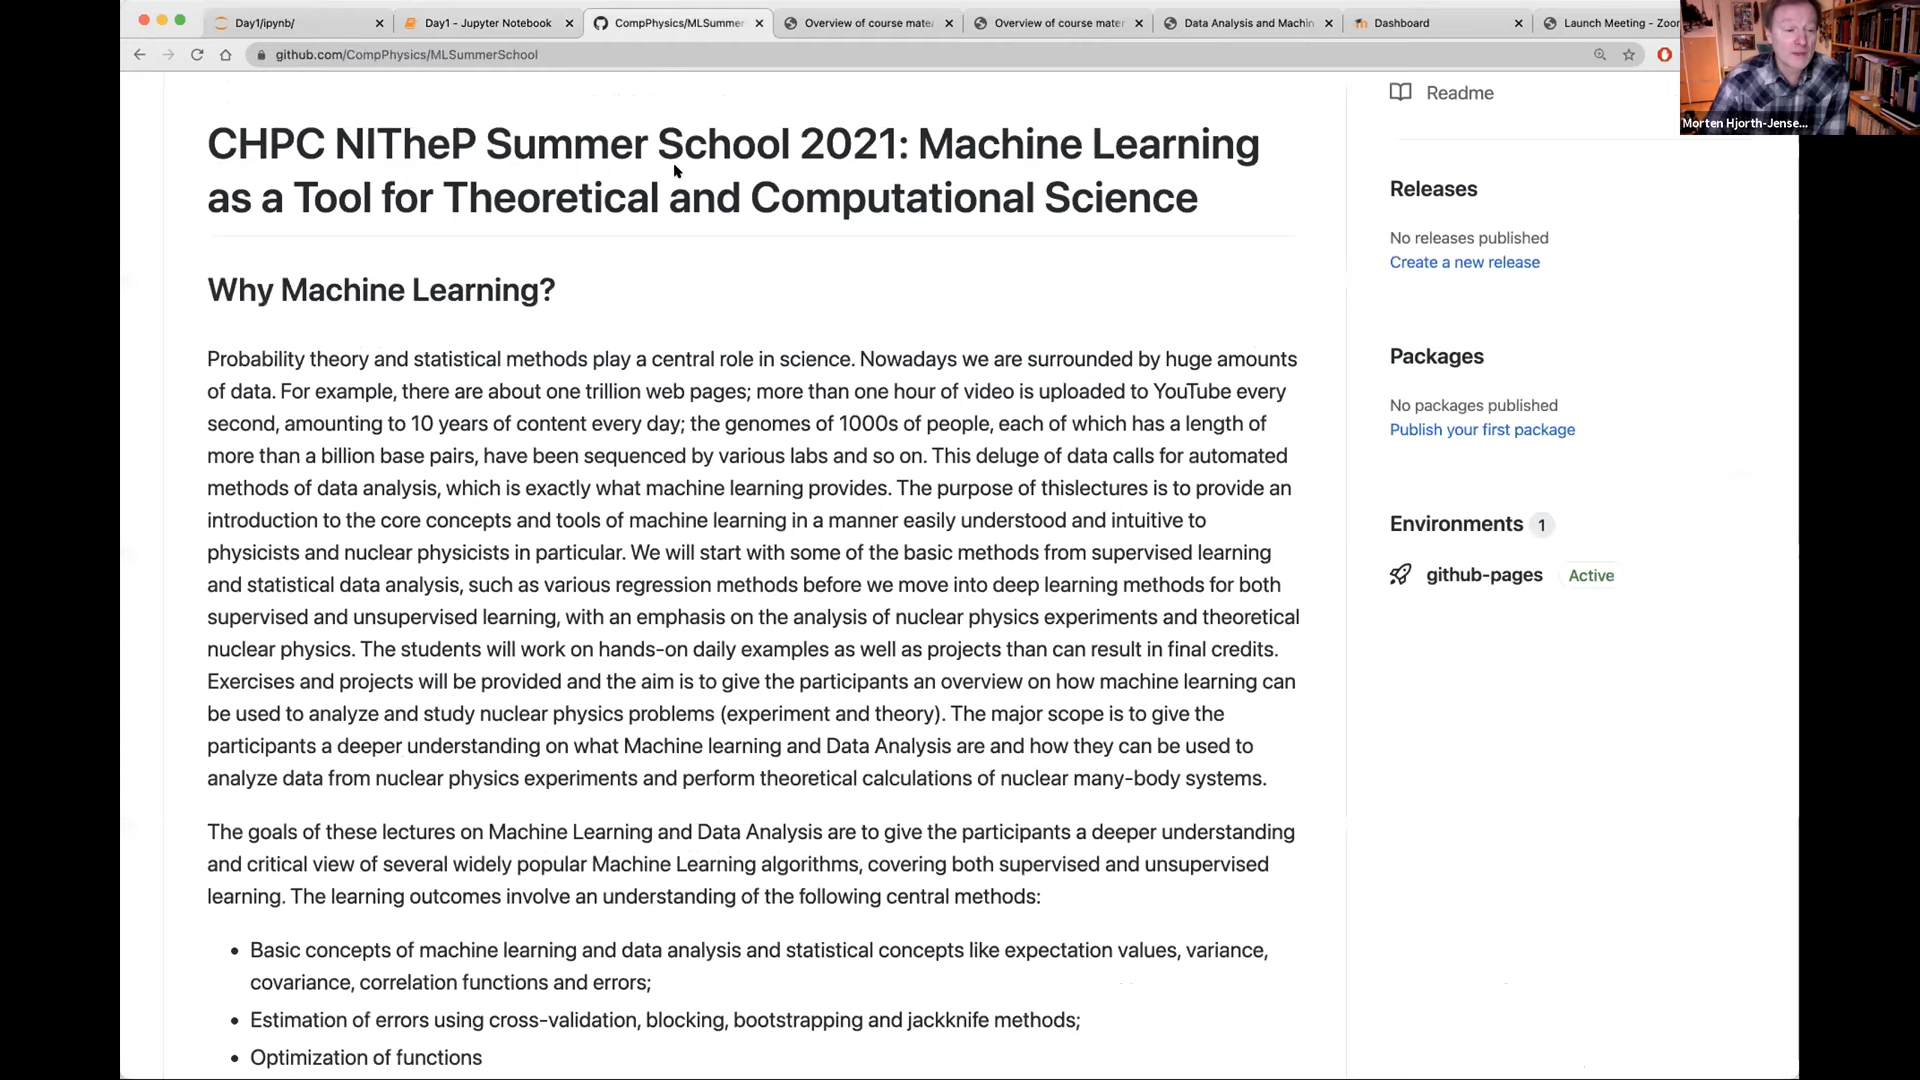 Day1/ipynb/
Day1 - Jupyter Notebook
CompPhysics/MLSummer
Overview of course mate
Overview of course mater
Data Analysis and Machin
Dashboard
Launch Meeting - Zoo
github.com/CompPhysics/MLSummerSchool
Morten Hjorth-Jense...
Readme
CHPC NITheP Summer School 2021: Machine Learning
as a Tool for Theoretical and Computational Science
Why Machine Learning?
Probability theory and statistical methods play a central role in science. Nowadays we are surrounded by huge amounts
of data. For example, there are about one trillion web pages; more than one hour of video is uploaded to YouTube every
second, amounting to 10 years of content every day; the genomes of 1000s of people, each of which has a length of
more than a billion base pairs, have been sequenced by various labs and so on. This deluge of data calls for automated
methods of data analysis, which is exactly what machine learning provides. The purpose of thislectures is to provide an
introduction to the core concepts and tools of machine learning in a manner easily understood and intuitive to
physicists and nuclear physicists in particular. We will start with some of the basic methods from supervised learning
and statistical data analysis, such as various regression methods before we move into deep learning methods for both
supervised and unsupervised learning, with an emphasis on the analysis of nuclear physics experiments and theoretical
nuclear physics. The students will work on hands-on daily examples as well as projects than can result in final credits.
Exercises and projects will be provided and the aim is to give the participants an overview on how machine learning can
be used to analyze and study nuclear physics problems (experiment and theory). The major scope is to give the
participants a deeper understanding on what Machine learning and Data Analysis are and how they can be used to
analyze data from nuclear physics experiments and perform theoretical calculations of nuclear many-body systems.
The goals of these lectures on Machine Learning and Data Analysis are to give the participants a deeper understanding
and critical view of several widely popular Machine Learning algorithms, covering both supervised and unsupervised
learning. The learning outcomes involve an understanding of the following central methods:
• Basic concepts of machine learning and data analysis and statistical concepts like expectation values, variance,
covariance, correlation functions and errors;
• Estimation of errors using cross-validation, blocking, bootstrapping and jackknife methods;
• Optimization of functions
Releases
No releases published
Create a new release
Packages
No packages published
Publish your first package
Environments 1
github-pages Active